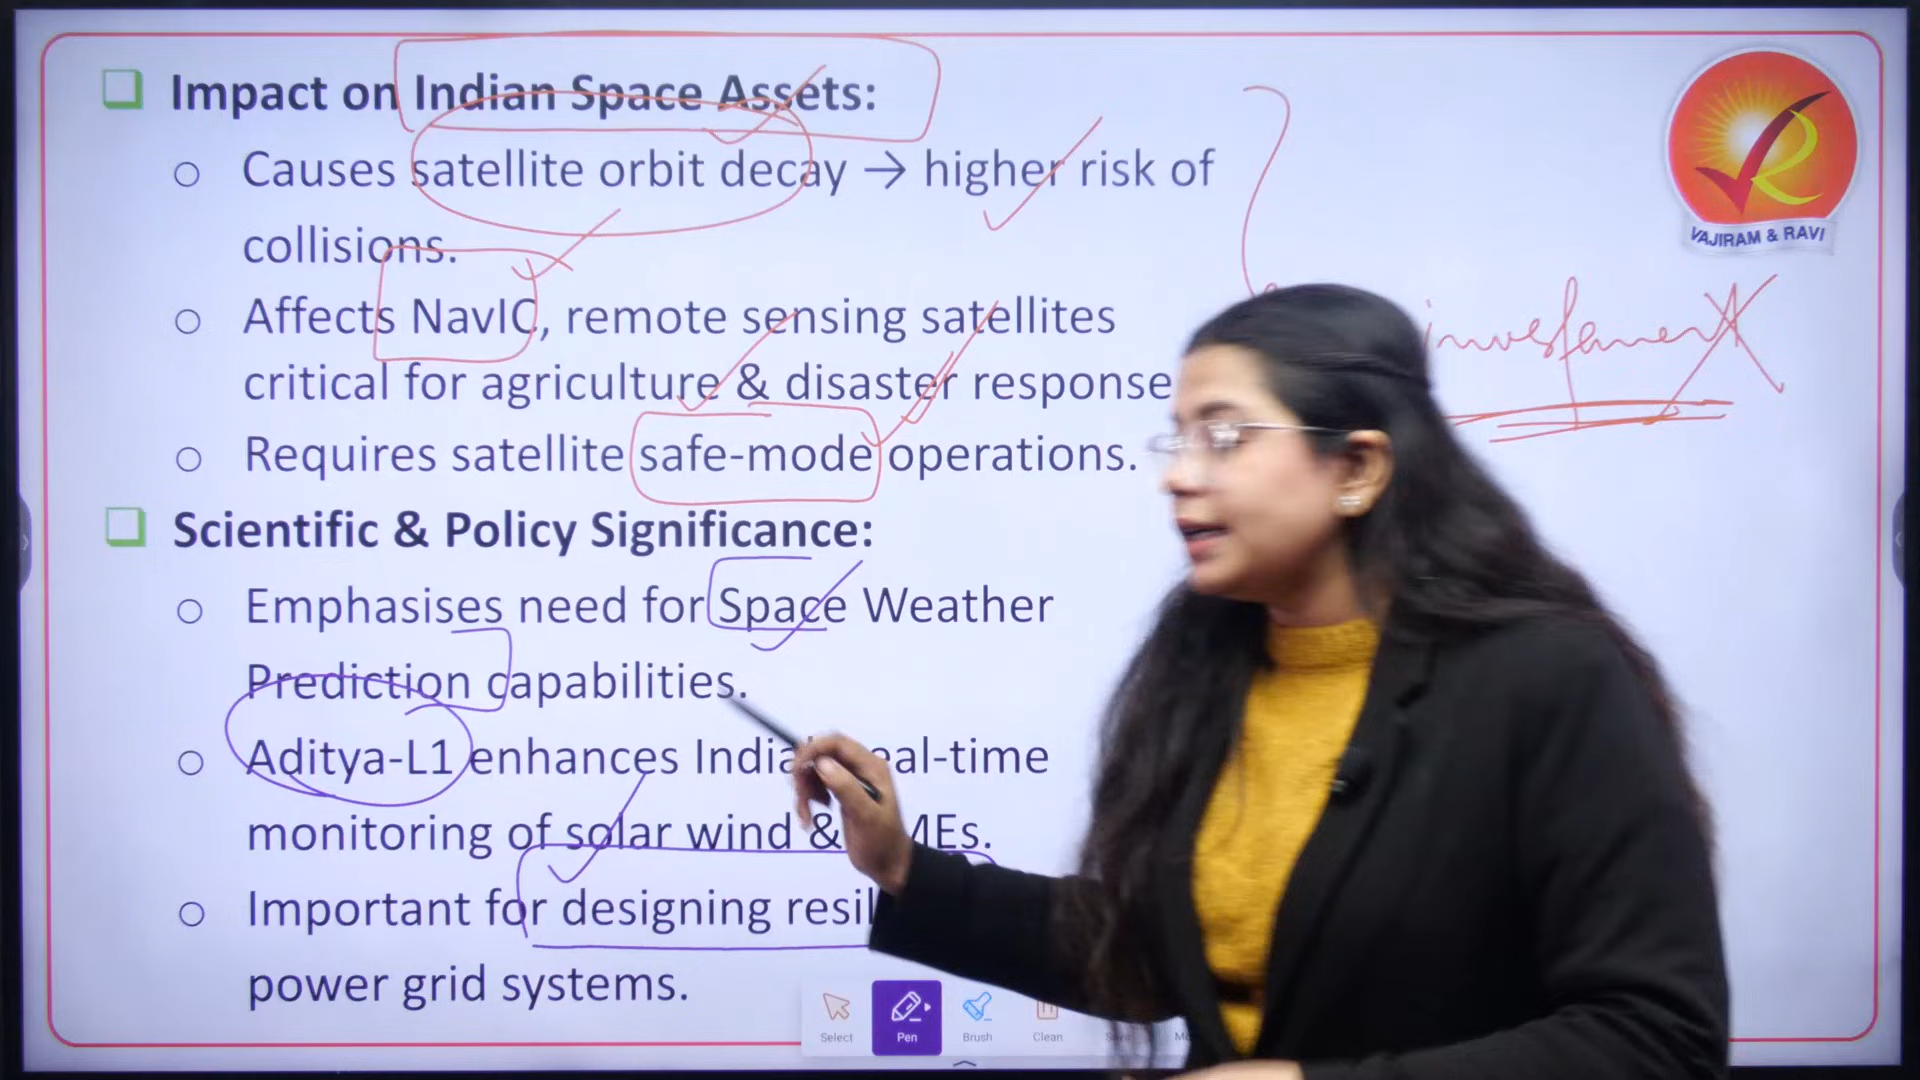 Impact on Indian Space Assets:
Causes satellite orbit decay → higher risk of
collisions.
Affects NavIC, remote sensing satellites
critical for agriculture & disaster response
Requires satellite safe-mode operations.
Scientific & Policy Significance:
Emphasises need for Space Weather
Prediction capabilities.
Aditya-L1 enhances India real-time
monitoring of solar wind & MEs.
Important for designing resil
power grid systems.
VAJIRAM & RAVI
Select Pen Brush Clean